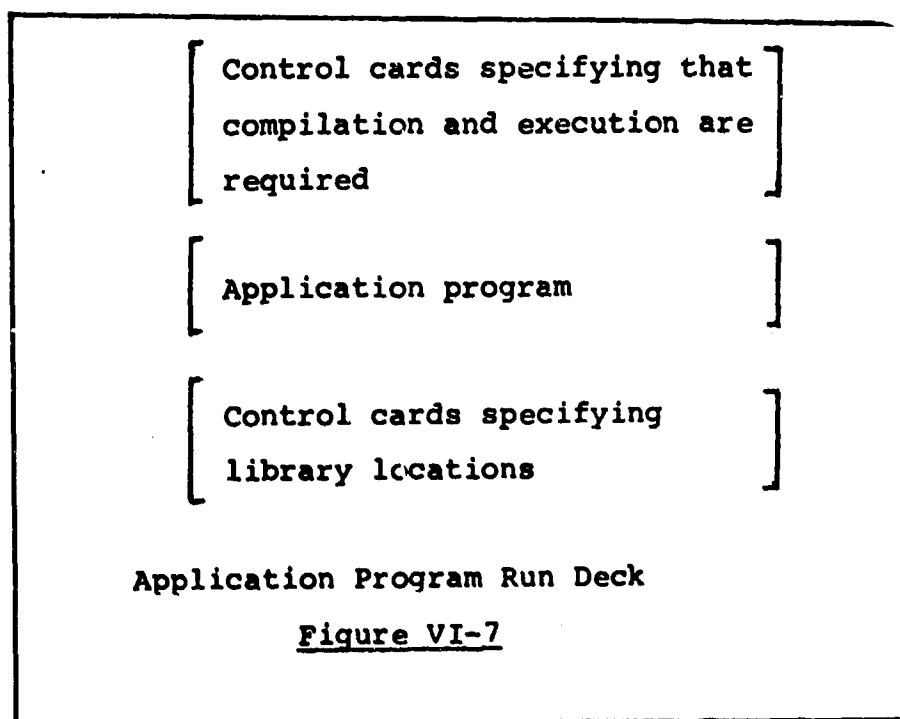 Control cards specifying that
compilation and execution are
required
Application program
Control cards specifying
library locations
Application Program Run Deck
Figure VI-7